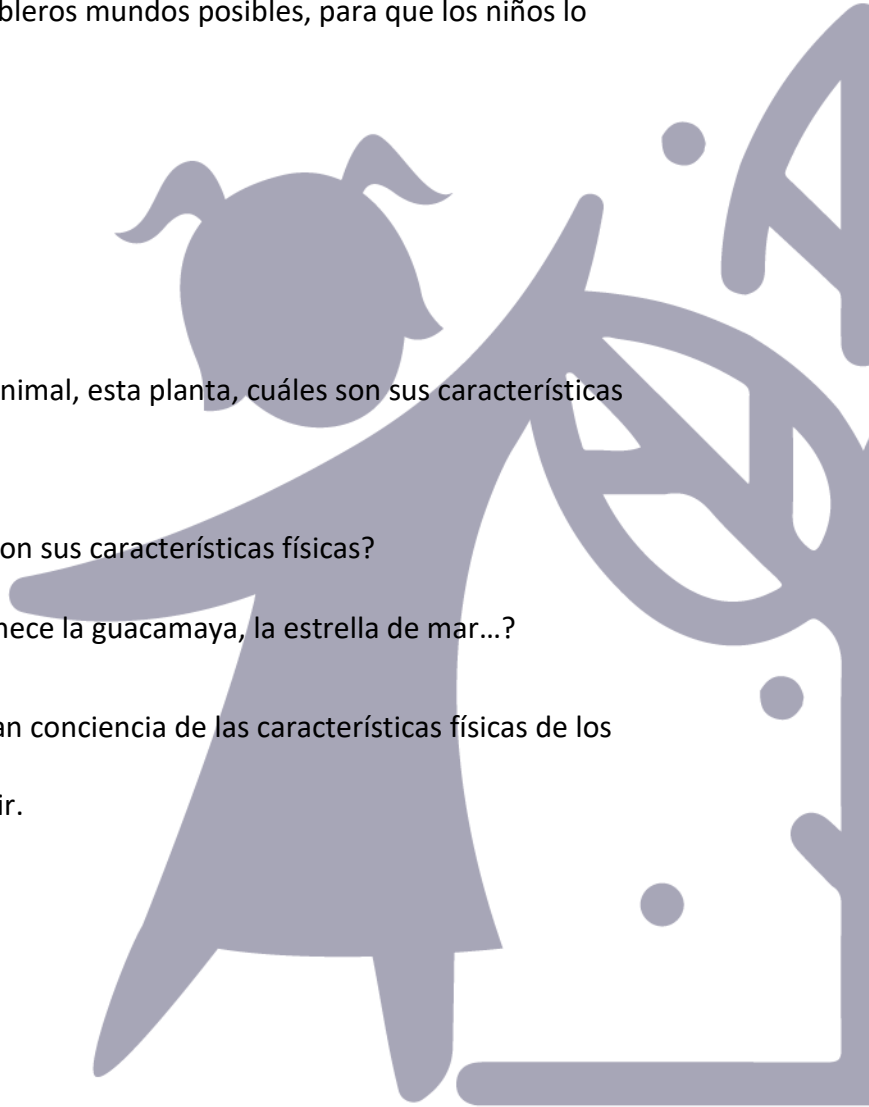 bleros mundos posibles, para que los niños lo
nimal, esta planta, cuáles son sus características
on sus características físicas?
nece la guacamaya, la estrella de mar…?
an conciencia de las características físicas de los
ir.